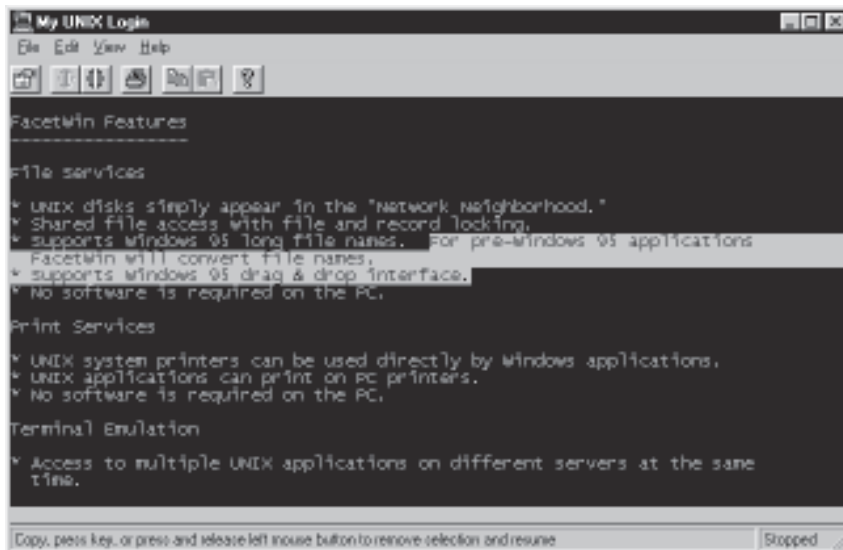 My UNIX Login
File Edit View Help
FacetWin Features
-----------------
File Services
* UNIX disks simply appear in the "Network Neighborhood."
* Shared file access with file and record locking.
* Supports Windows 95 long file names. For pre-Windows 95 applications
FacetWin will convert file names.
* Supports Windows 95 drag & drop interface.
* No software is required on the PC.
Print Services
* UNIX system printers can be used directly by Windows applications.
* UNIX applications can print on PC printers.
* No software is required on the PC.
Terminal Emulation
* Access to multiple UNIX applications on different servers at the same
time.
Copy, press key, or press and release left mouse button to remove selection and resume
Stopped